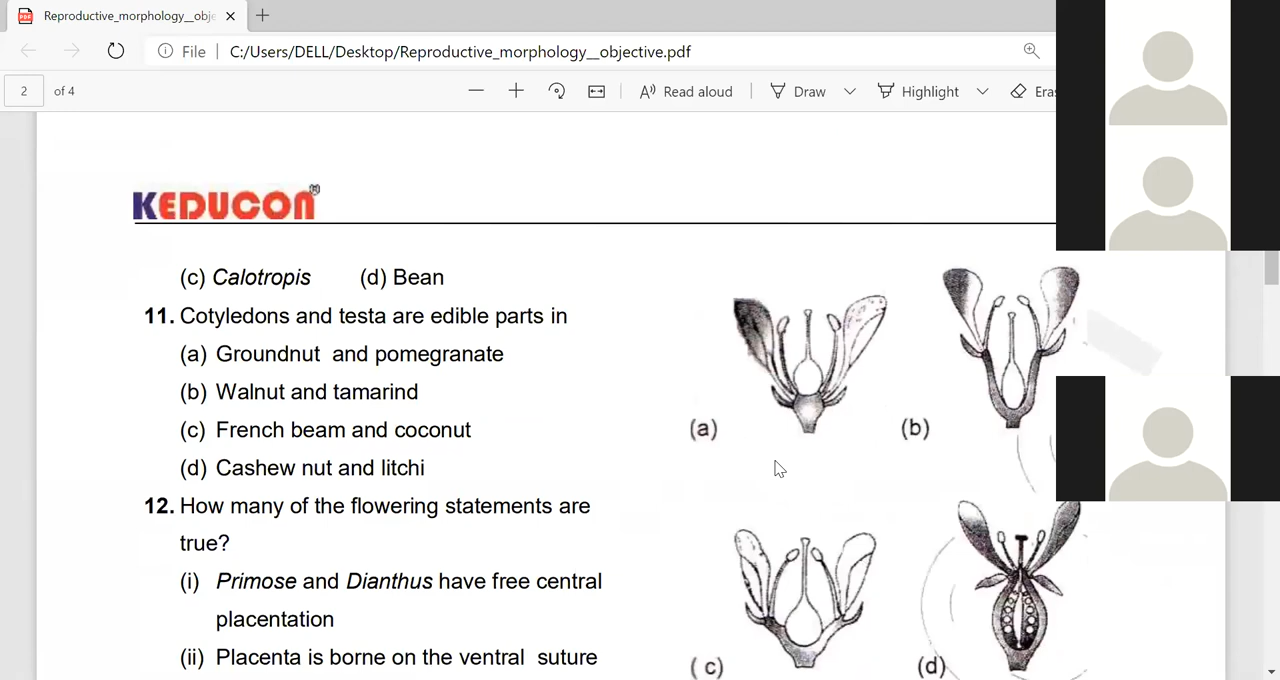 Reproductive_morphology__obje
File
C:/Users/DELL/Desktop/Reproductive_morphology__objective.pdf
2 of 4
Read aloud
Draw
Highlight
Eras
KEDUCON
(c) Calotropis (d) Bean
11. Cotyledons and testa are edible parts in
(a) Groundnut and pomegranate
(b) Walnut and tamarind
(c) French beam and coconut
(d) Cashew nut and litchi
12. How many of the flowering statements are
true?
(i) Primose and Dianthus have free central
placentation
(ii) Placenta is borne on the ventral suture
(a)
(b)
(c)
(d)